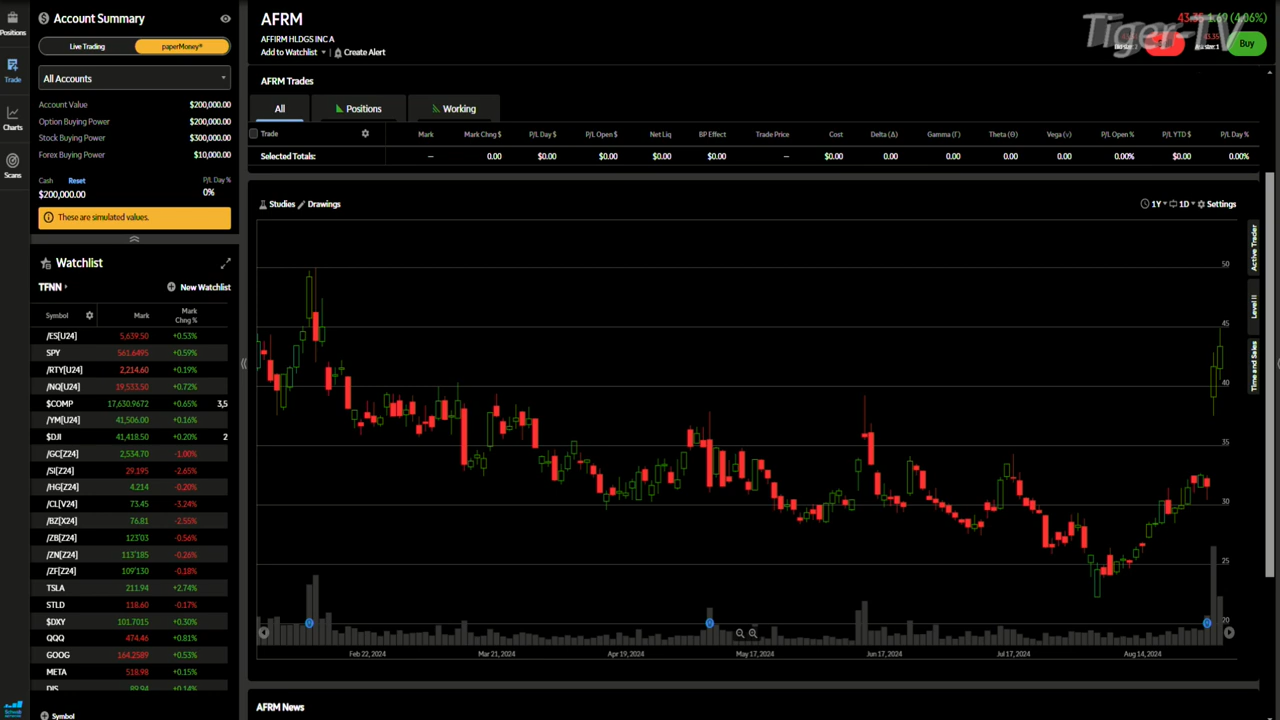 Positions
Trade
Charts
Scans
Account Summary
Live Trading
paperMoney®
All Accounts
Account Value $200,000.00
Option Buying Power $200,000.00
Stock Buying Power $300,000.00
Forex Buying Power $10,000.00
Cash Reset P/L Day %
$200,000.00 0%
These are simulated values.
Watchlist
TFNN
New Watchlist
Symbol Mark Mark Chng %
/ES[U24] 5,639.50 +0.53%
SPY 561.6495 +0.59%
/RTY[U24] 2,214.60 +0.19%
/NQ[U24] 19,533.50 +0.72%
$COMP 17,630.9672 +0.65% 3,5
/YM[U24] 41,506.00 +0.16%
$DJI 41,418.50 +0.20% 2
/GC[Z24] 2,534.70 -1.00%
/SI[Z24] 29.195 -2.65%
/HG[Z24] 4.214 -0.20%
/CL[V24] 73.45 -3.24%
/BZ[X24] 76.81 -2.55%
/ZB[Z24] 123'03 -0.56%
/ZN[Z24] 113'185 -0.26%
/ZF[Z24] 109'130 -0.18%
TSLA 211.94 +2.74%
STLD 118.60 -0.17%
$DXY 101.7015 +0.30%
QQQ 474.46 +0.81%
GOOG 164.2589 +0.53%
META 518.98 +0.15%
DIS 89.94 +0.14%
Symbol
AFRM
AFFIRM HLDGS INC A
Add to Watchlist
Create Alert
43.35 1.69 (4.06%)
Tiger-TV
Buy
AFRM Trades
All Positions Working
Trade Mark Mark Chng $ P/L Day $ P/L Open $ Net Liq BP Effect Trade Price Cost Delta (Δ) Gamma (Γ) Theta (Θ) Vega (ν) P/L Open % P/L YTD $ P/L Day %
Selected Totals: — 0.00 $0.00 $0.00 $0.00 $0.00 — $0.00 0.00 0.00 0.00 0.00 0.00% $0.00 0.00%
Studies Drawings
1Y 1D Settings
Active Trader
Level II
Time and Sales
50
45
40
35
30
25
20
Feb 22, 2024 Mar 21, 2024 Apr 19, 2024 May 17, 2024 Jun 17, 2024 Jul 17, 2024 Aug 14, 2024
AFRM News